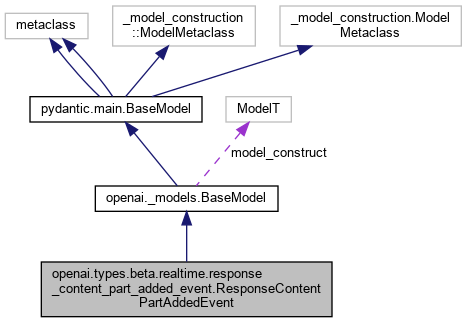 metaclass
_model_construction
::ModelMetaclass
_model_construction.Model
Metaclass
pydantic.main.BaseModel
ModelT
model_construct
openai._models.BaseModel
openai.types.beta.realtime.response
_content_part_added_event.ResponseContent
PartAddedEvent